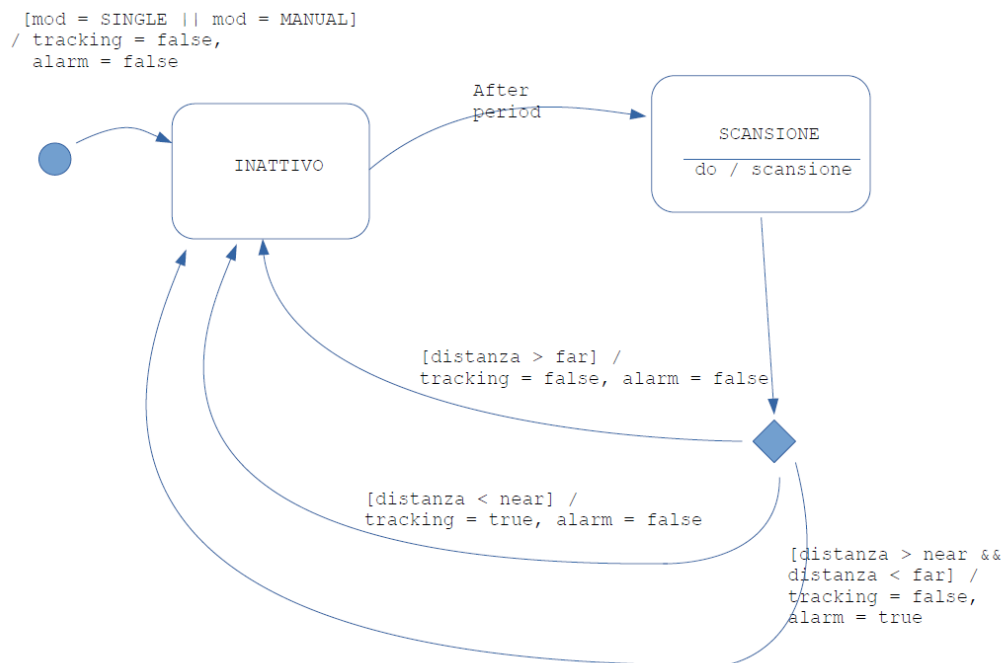 [mod = SINGLE || mod = MANUAL]
/ tracking = false,
alarm = false
After
period
SCANSIONE
do / scansione
INATTIVO
[distanza > far] /
tracking = false, alarm = false
[distanza < near] /
tracking = true, alarm = false
[distanza > near &&
distanza < far] /
tracking = false,
alarm = true